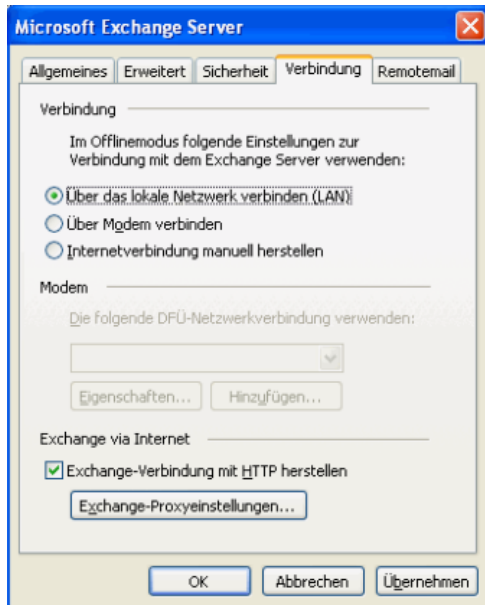 Microsoft Exchange Server
Allgemeines Erweitert Sicherheit Verbindung Remotemail
Verbindung
Im Offlinemodus folgende Einstellungen zur
Verbindung mit dem Exchange Server verwenden:
Über das lokale Netzwerk verbinden (LAN)
Über Modem verbinden
Internetverbindung manuell herstellen
Modem
Die folgende DFÜ-Netzwerkverbindung verwenden:
Eigenschaften... Hinzufügen...
Exchange via Internet
Exchange-Verbindung mit HTTP herstellen
Exchange-Proxyeinstellungen...
OK Abbrechen Übernehmen